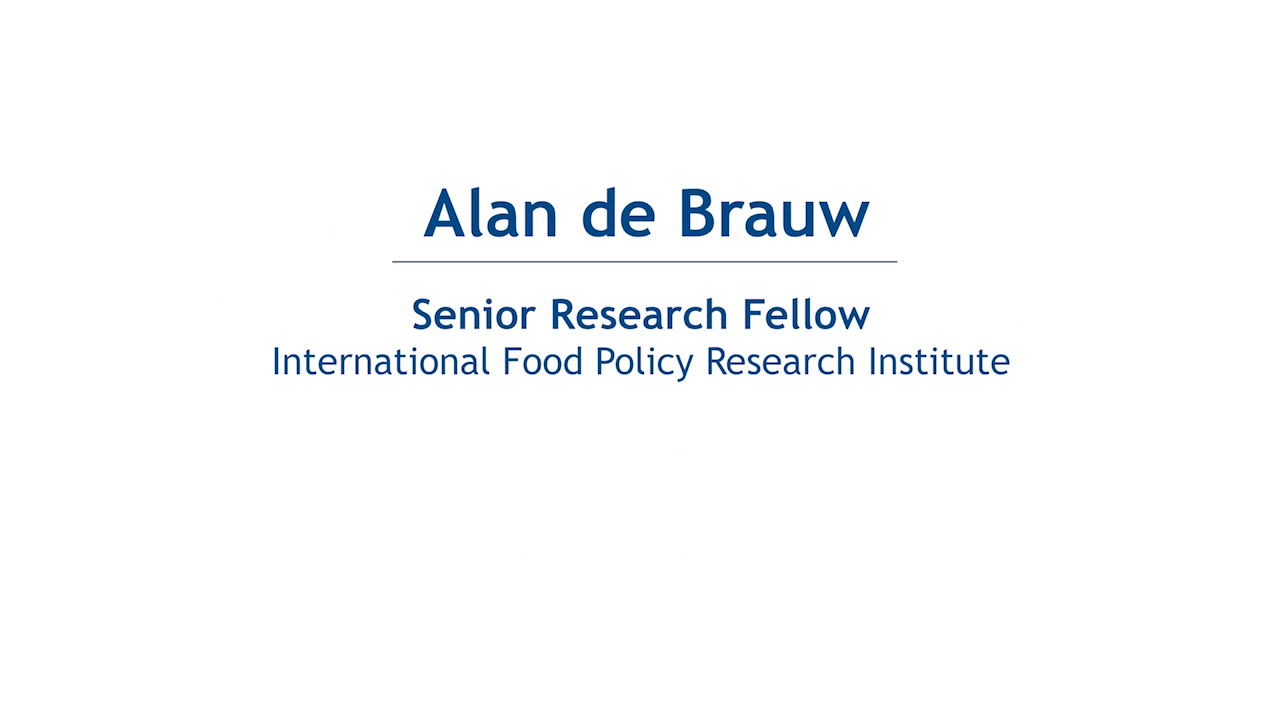 Alan de Brauw
Senior Research Fellow
International Food Policy Research Institute